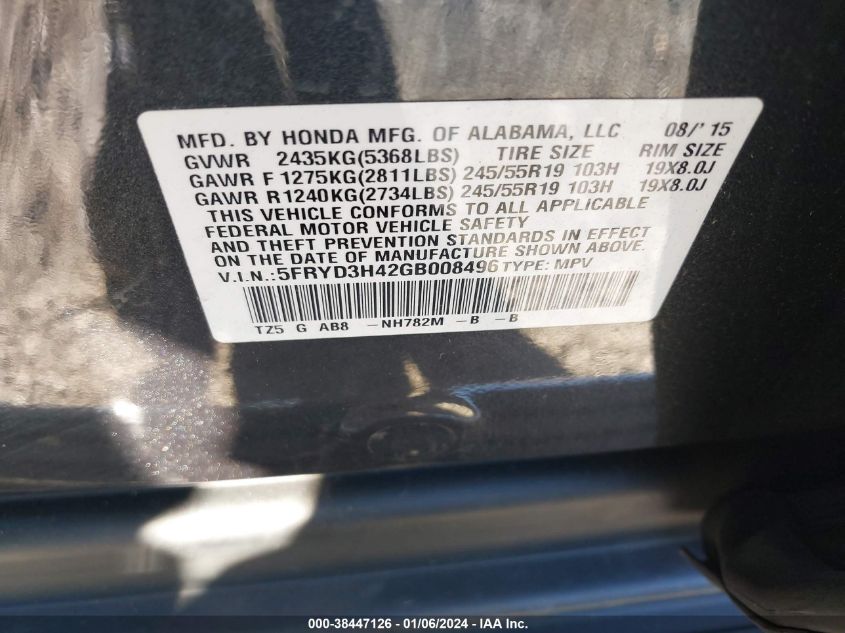 MFD. BY HONDA MFG. OF ALABAMA, LLC 08/' 15
GVWR 2435KG(5368LBS) TIRE SIZE RIM SIZE
GAWR F 1275KG(2811LBS) 245/55R19 103H 19X8.0J
GAWR R1240KG(2734LBS) 245/55R19 103H 19X8.0J
THIS VEHICLE CONFORMS TO ALL APPLICABLE
FEDERAL MOTOR VEHICLE SAFETY
AND THEFT PREVENTION STANDARDS IN EFFECT
ON THE DATE OF MANUFACTURE SHOWN ABOVE.
V.I.N.:5FRYD3H42GB008496 TYPE: MPV
TZ5 G AB8 -NH782M -B -B
000-38447126 - 01/06/2024 - IAA Inc.